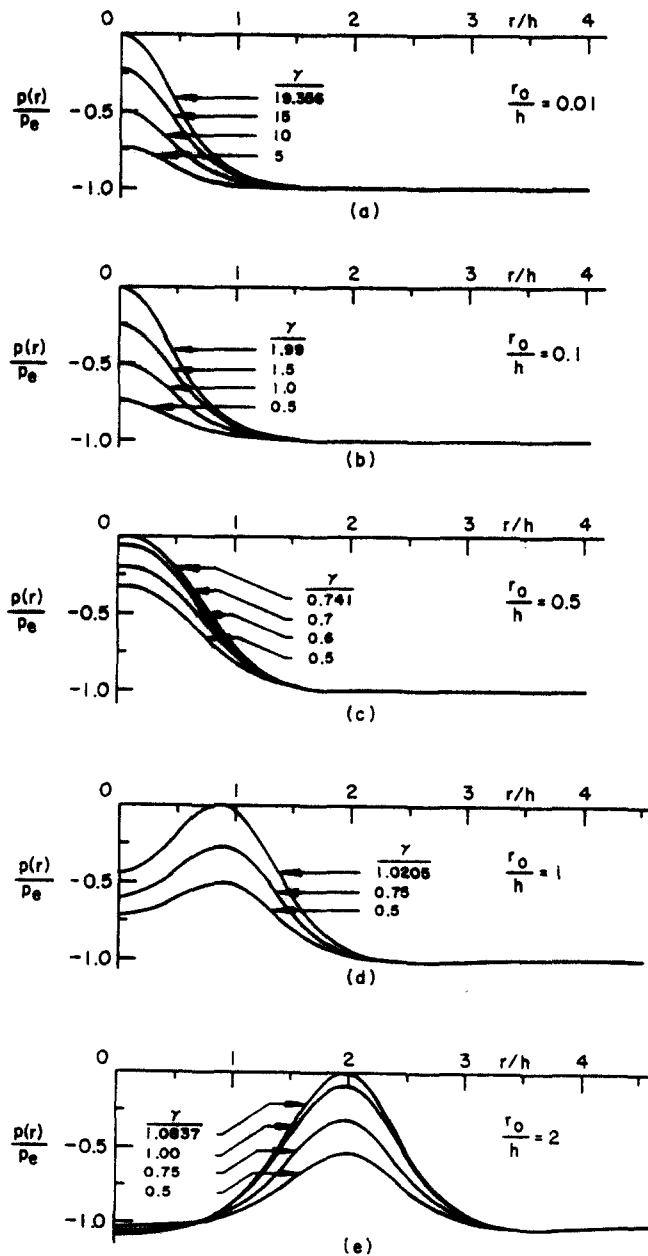 0 1 2 r/h 3 4
p(r)/pe
-0.5
-1.0
γ
19.356
15
10
5
r₀/h = 0.01
(a)
0 1 2 r/h 3 4
p(r)/pe
-0.5
-1.0
γ
1.99
1.5
1.0
0.5
r₀/h = 0.1
(b)
0 1 2 3 r/h 4
p(r)/pe
-0.5
-1.0
γ
0.741
0.7
0.6
0.5
r₀/h = 0.5
(c)
0 1 2 3 r/h 4
p(r)/pe
-0.5
-1.0
γ
1.0205
0.75
0.5
r₀/h = 1
(d)
0 1 2 3 r/h 4
p(r)/pe
-0.5
-1.0
γ
1.0837
1.00
0.75
0.5
r₀/h = 2
(e)